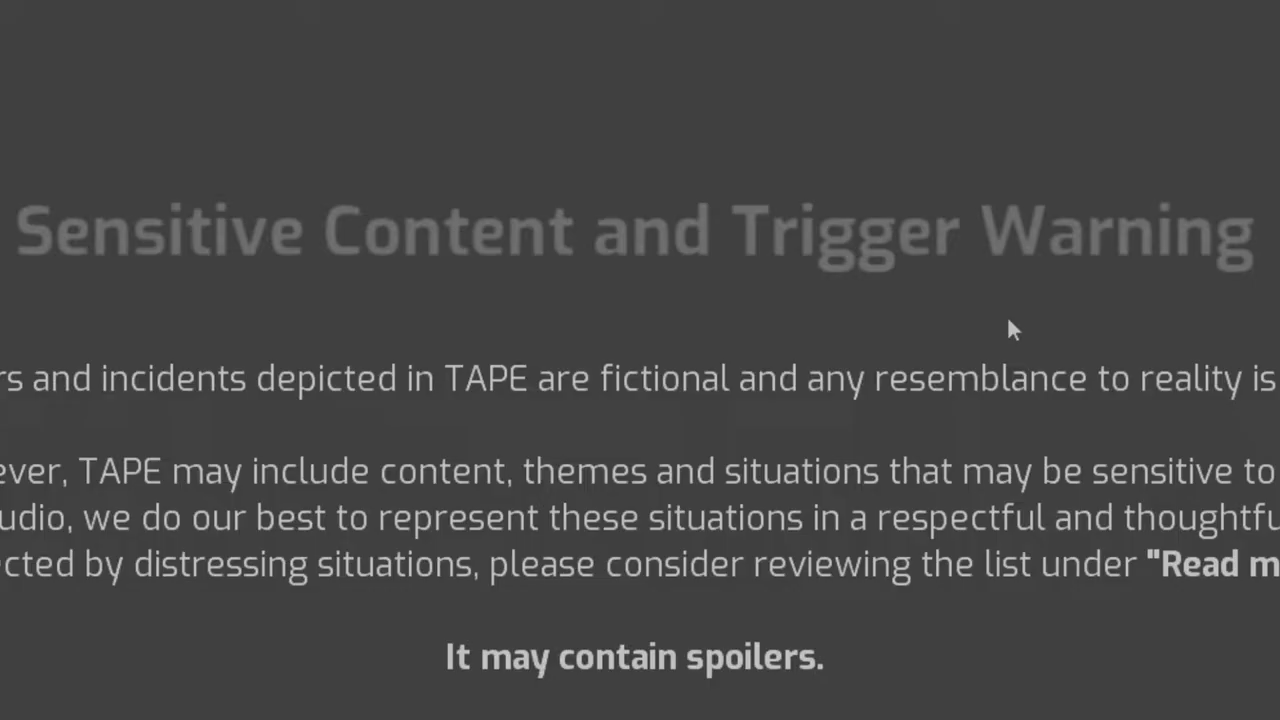 Sensitive Content and Trigger Warning
rs and incidents depicted in TAPE are fictional and any resemblance to reality is
ever, TAPE may include content, themes and situations that may be sensitive to
udio, we do our best to represent these situations in a respectful and thoughtfu
cted by distressing situations, please consider reviewing the list under "Read m
It may contain spoilers.